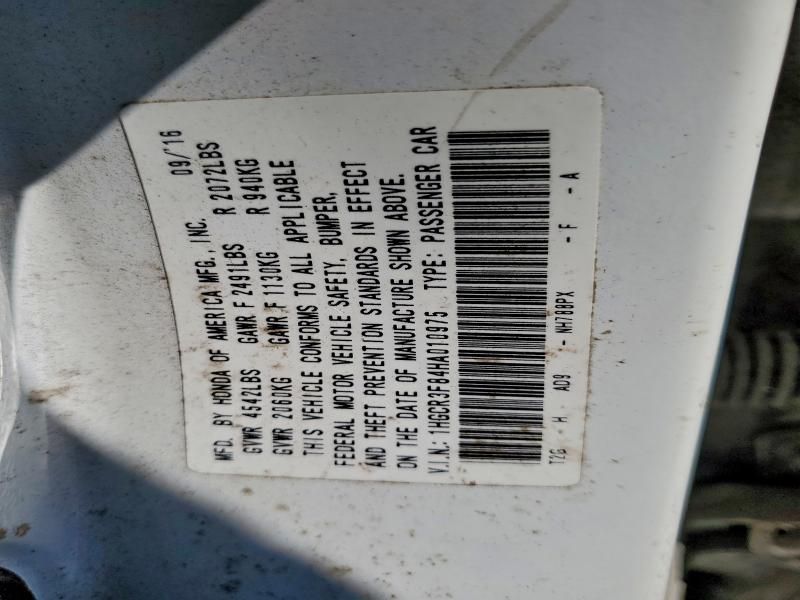 MFD. BY HONDA OF AMERICA MFG., INC. 09/16
GVWR 4542LBS GAWR F 2491LBS R 2072LBS
GVWR 2060KG GAWR F 1130KG R 940KG
THIS VEHICLE CONFORMS TO ALL APPLICABLE
FEDERAL MOTOR VEHICLE SAFETY, BUMPER,
AND THEFT PREVENTION STANDARDS IN EFFECT
ON THE DATE OF MANUFACTURE SHOWN ABOVE.
V.I.N.: 1HGCR3F84HA010975 TYPE: PASSENGER CAR
T2G - H AD9 - NH788PX - F - A